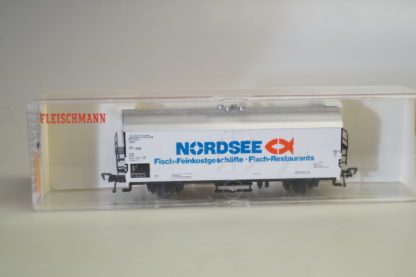 FLEISCHMANN
NORDSEE
Fisch-Feinkostgeschäfte · Fisch-Restaurants